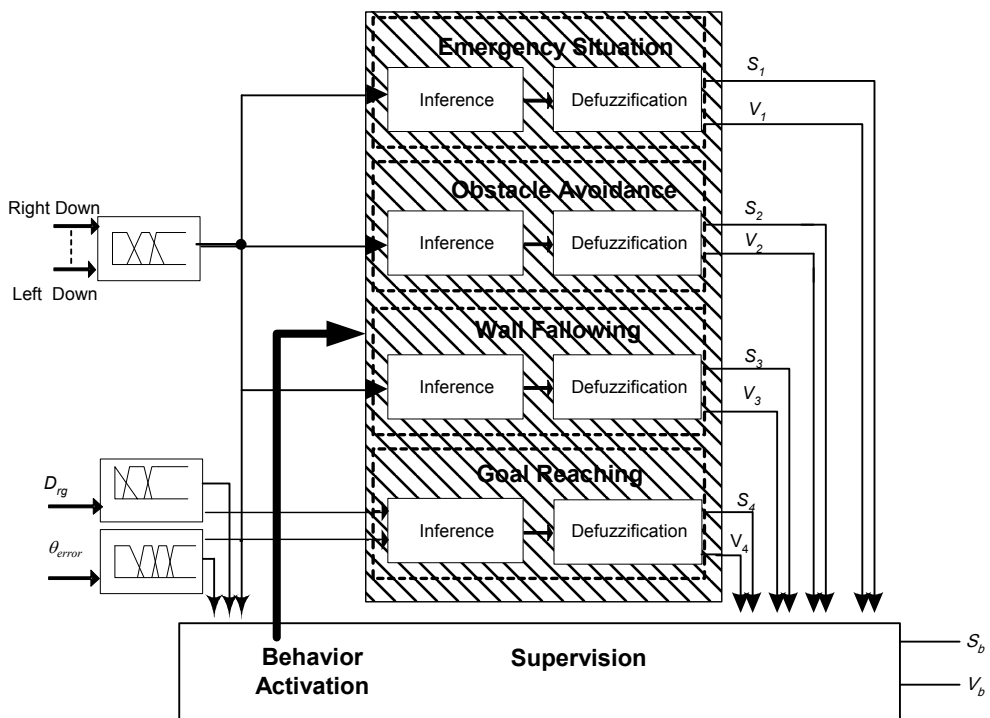 Emergency Situation
Inference
Defuzzification
S1
V1
Obstacle Avoidance
Inference
Defuzzification
S2
V2
Right Down
Left Down
Wall Fallowing
Inference
Defuzzification
S3
V3
Goal Reaching
Inference
Defuzzification
S4
V4
Drg
θerror
Behavior
Activation
Supervision
Sb
Vb